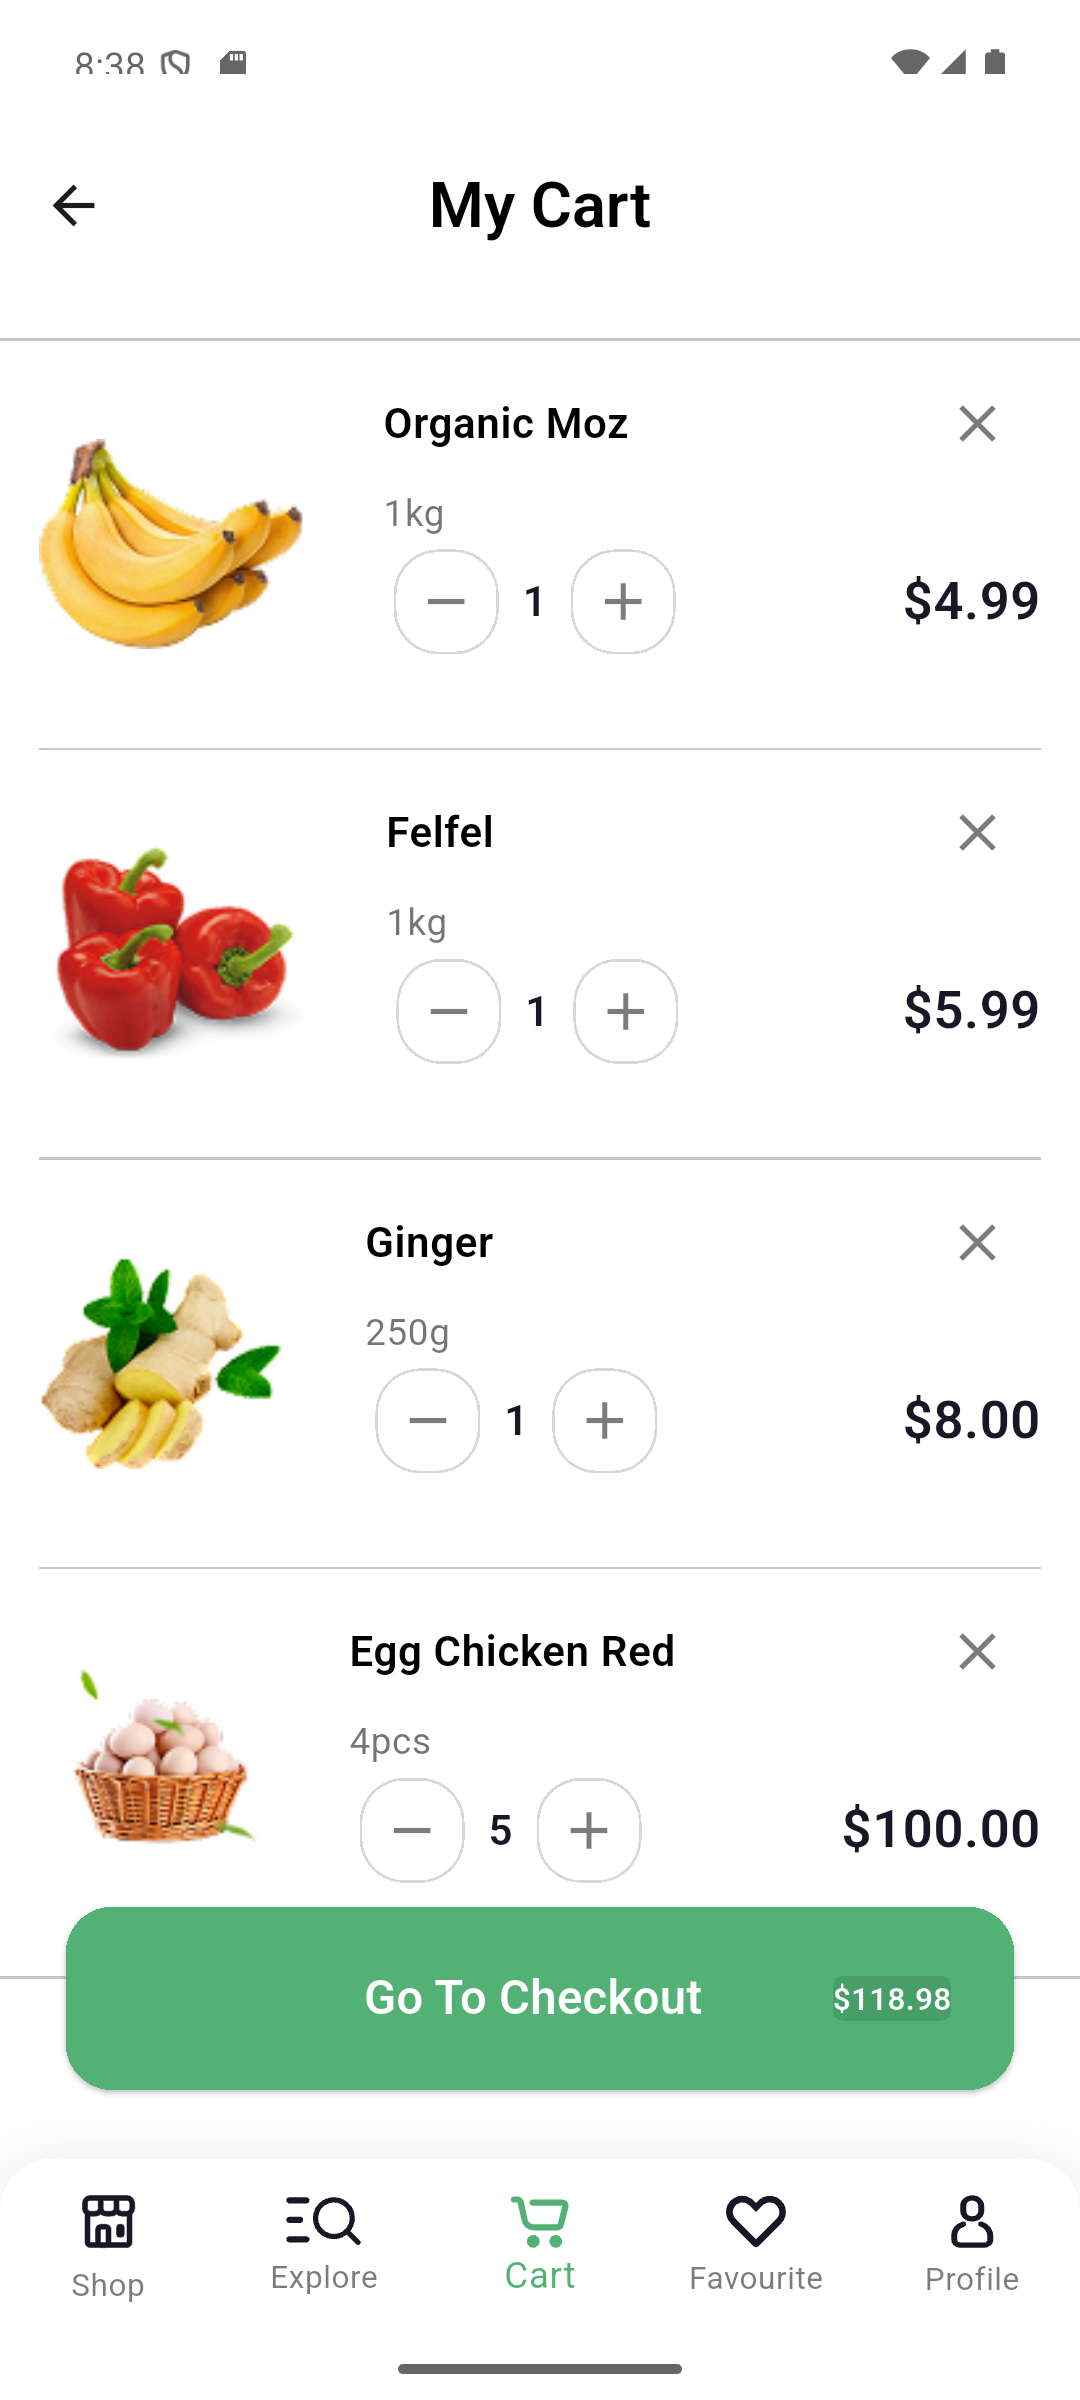 8:38
My Cart
Organic Moz
1kg
1
$4.99
Felfel
1kg
1
$5.99
Ginger
250g
1
$8.00
Egg Chicken Red
4pcs
5
$100.00
Go To Checkout $118.98
Shop Explore Cart Favourite Profile